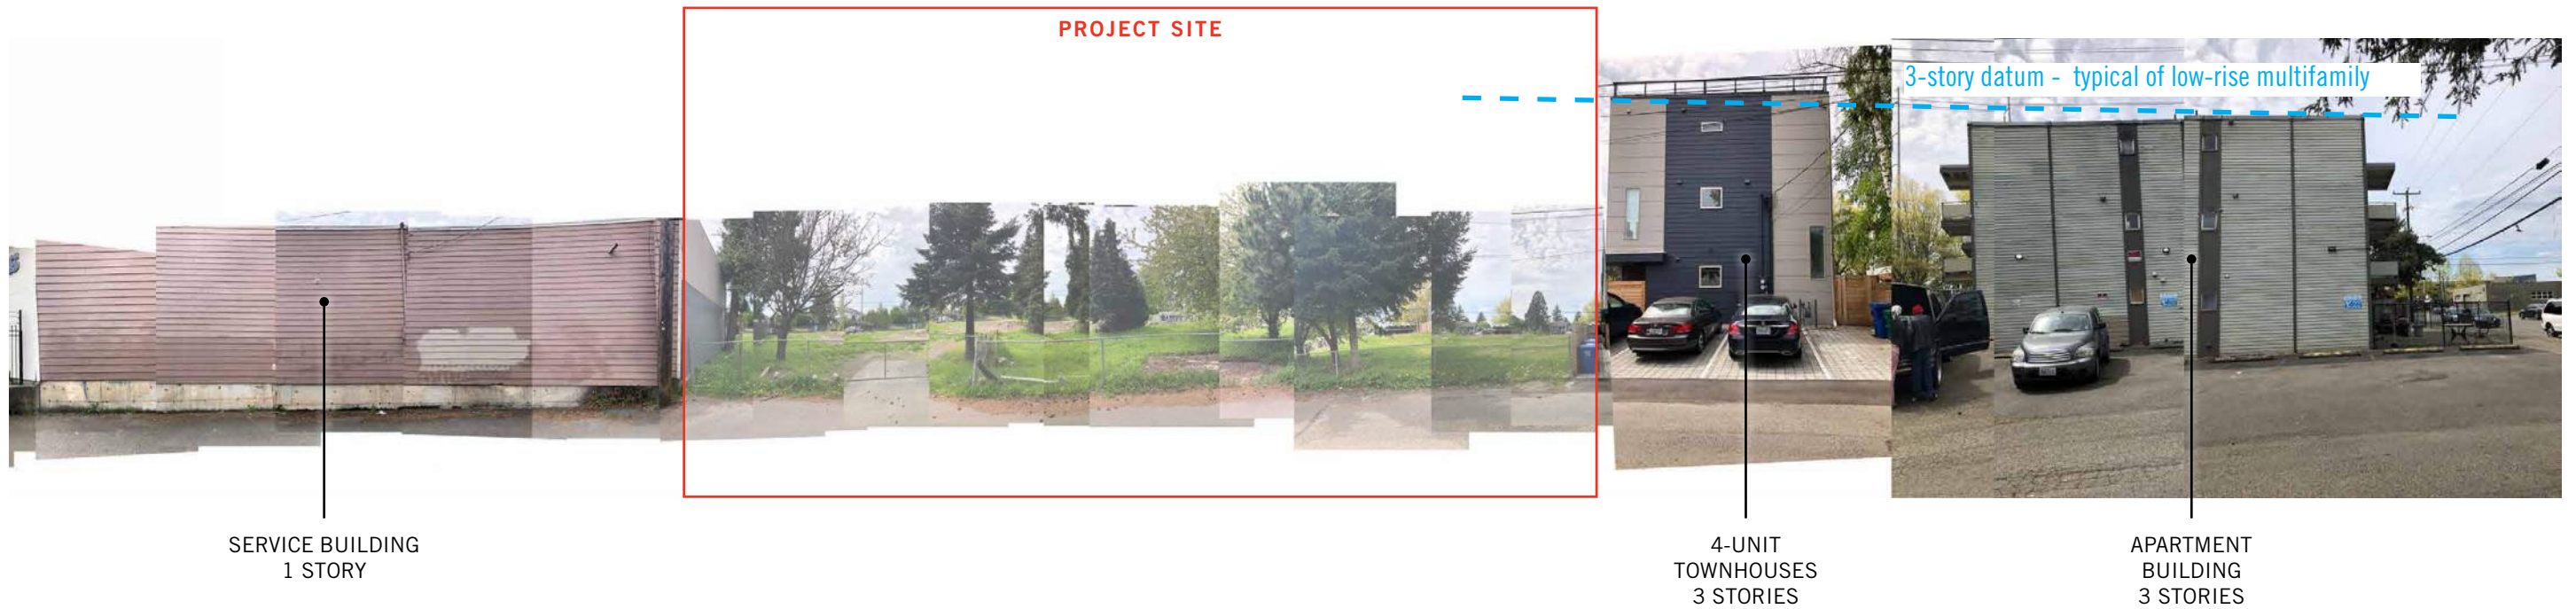 PROJECT SITE
3-story datum - typical of low-rise multifamily
SERVICE BUILDING
1 STORY
4-UNIT
TOWNHOUSES
3 STORIES
APARTMENT
BUILDING
3 STORIES